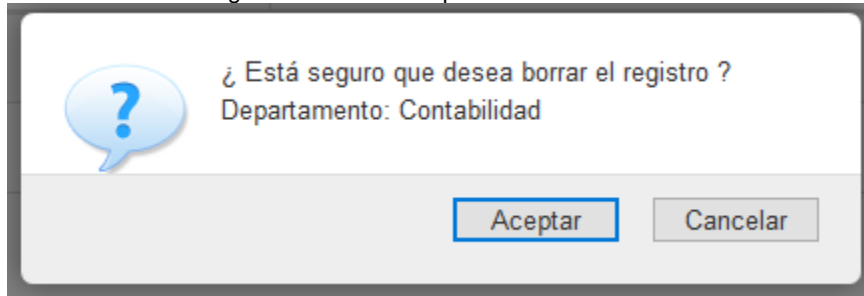 ¿ Está seguro que desea borrar el registro ?
Departamento: Contabilidad
Aceptar
Cancelar